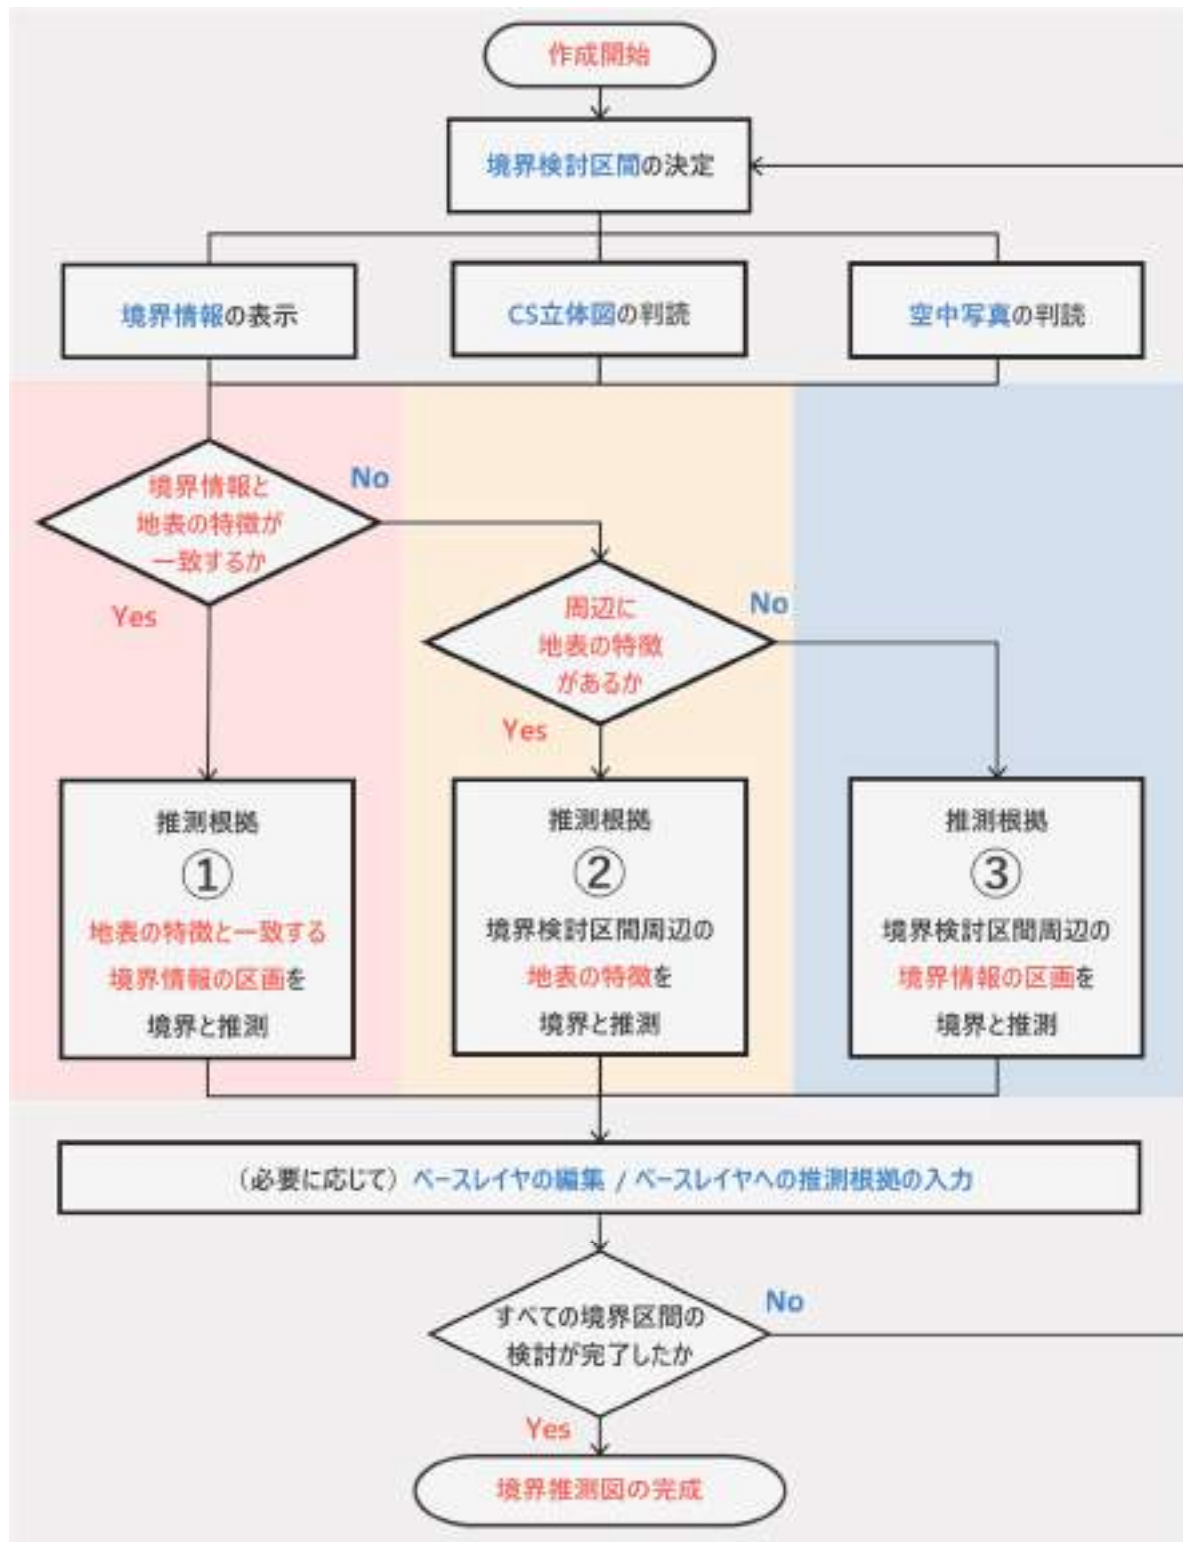 作成開始
境界検討区間の決定
境界情報の表示
CS立体図の判読
空中写真の判読
境界情報と
地表の特徴が
一致するか
No
Yes
周辺に
地表の特徴
があるか
No
Yes
推測根拠
①
地表の特徴と一致する
境界情報の区画を
境界と推測
推測根拠
②
境界検討区間周辺の
地表の特徴を
境界と推測
推測根拠
③
境界検討区間周辺の
境界情報の区画を
境界と推測
（必要に応じて）ベースレイヤの編集 / ベースレイヤへの推測根拠の入力
すべての境界区間の
検討が完了したか
No
Yes
境界推測図の完成